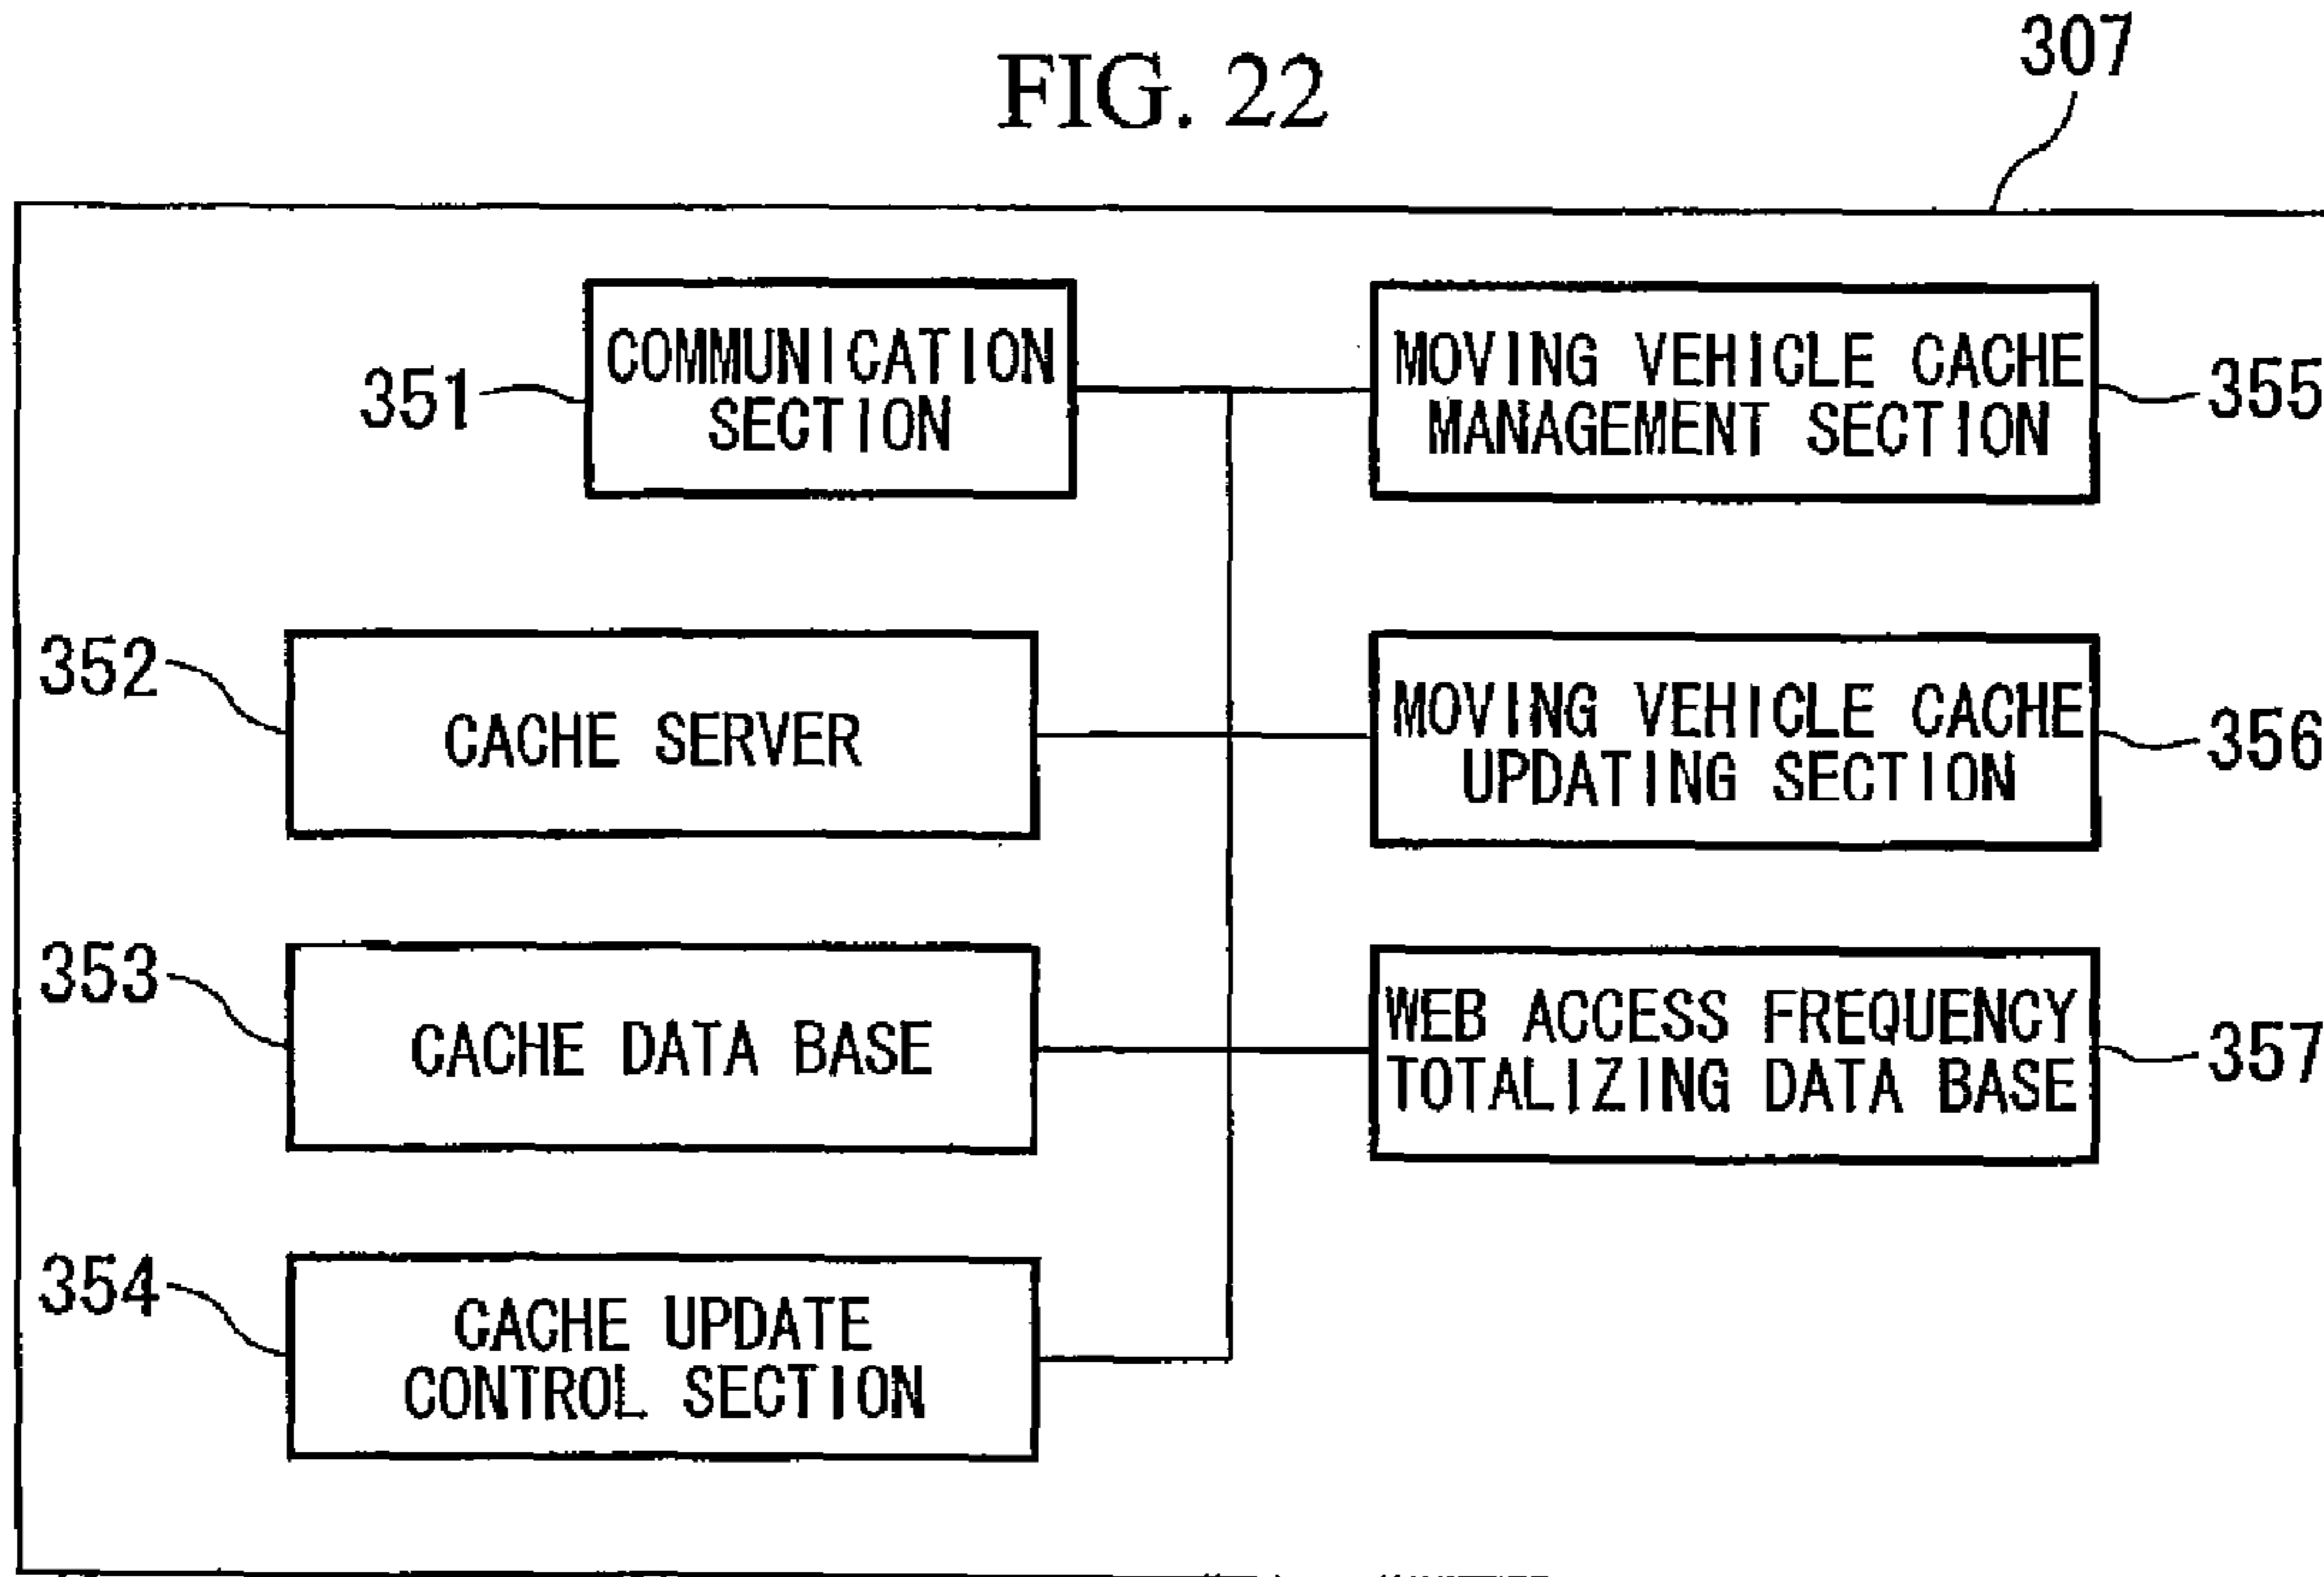 FIG. 22
307
COMMUNICATION
SECTION
351
MOVING VEHICLE CACHE
MANAGEMENT SECTION
355
352
CACHE SERVER
MOVING VEHICLE CACHE
UPDATING SECTION
356
353
CACHE DATA BASE
WEB ACCESS FREQUENCY
TOTALIZING DATA BASE
357
354
CACHE UPDATE
CONTROL SECTION